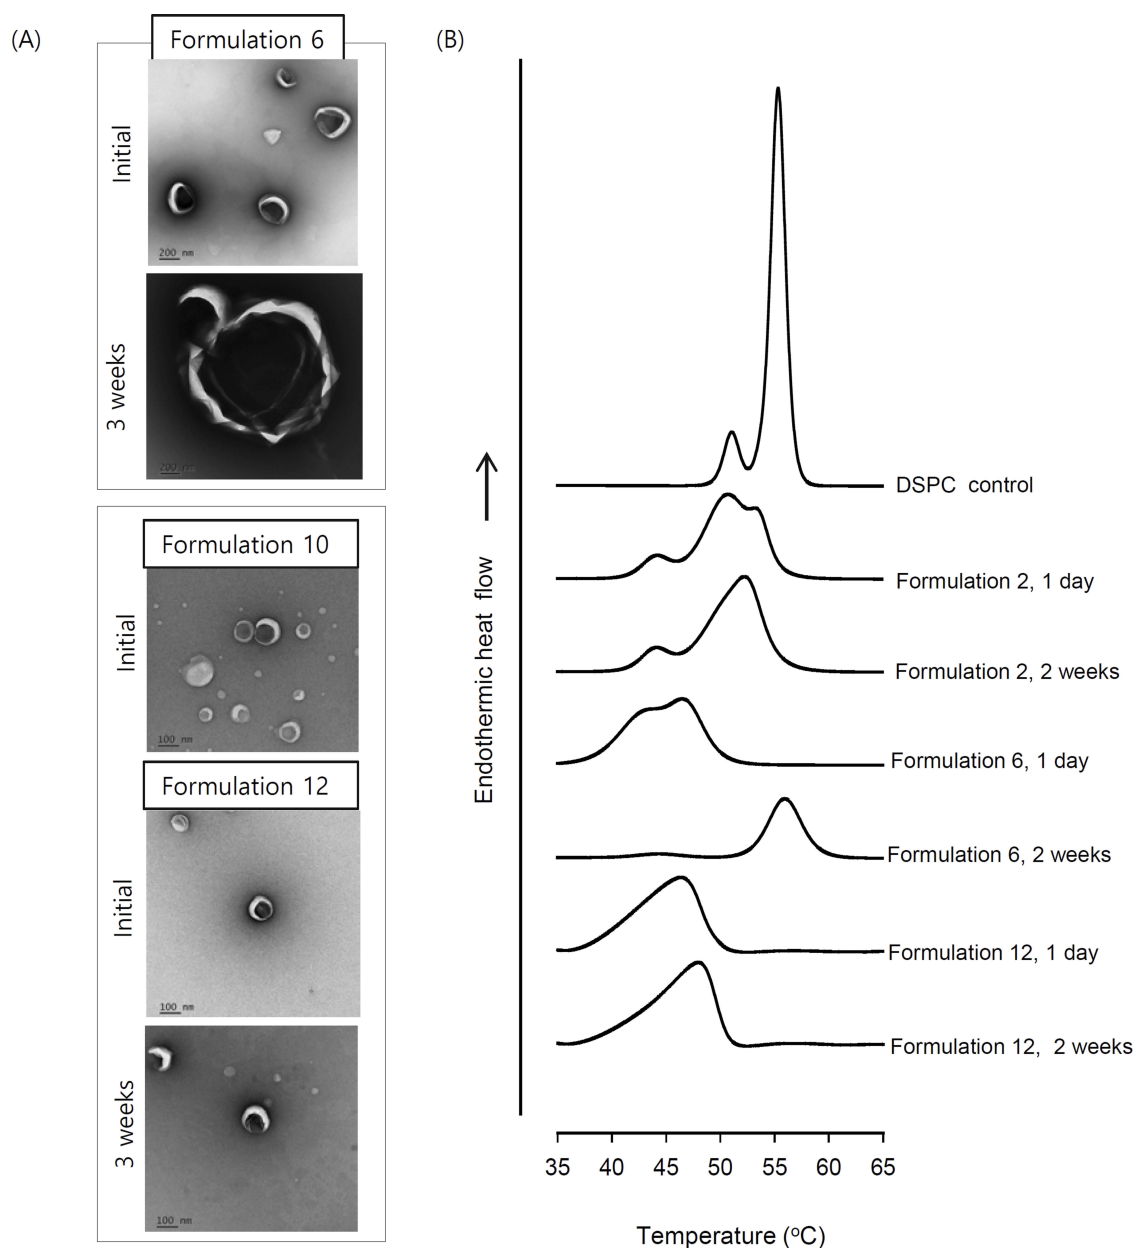 (A)
Formulation 6
Initial
200 nm
3 weeks
200 nm
Formulation 10
Initial
100 nm
Formulation 12
Initial
100 nm
3 weeks
100 nm
(B)
Endothermic heat flow
DSPC control
Formulation 2, 1 day
Formulation 2, 2 weeks
Formulation 6, 1 day
Formulation 6, 2 weeks
Formulation 12, 1 day
Formulation 12, 2 weeks
35 40 45 50 55 60 65
Temperature (°C)